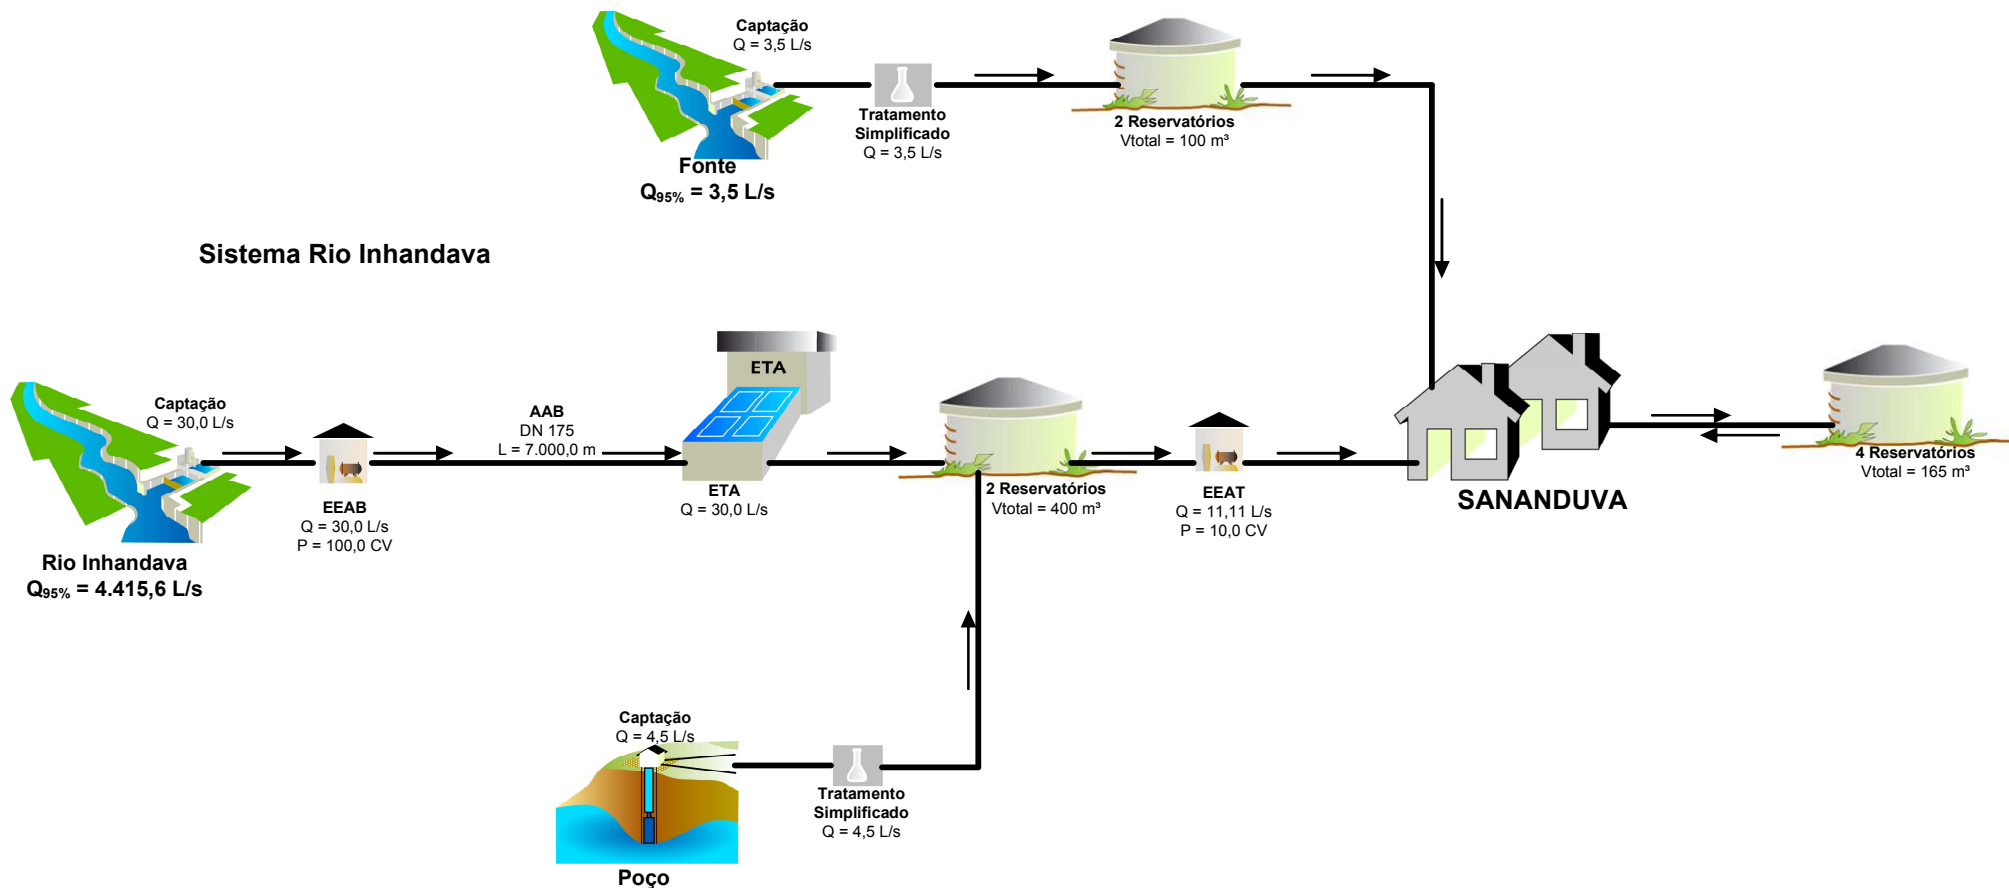 Captação
Q = 3,5 L/s
Tratamento
Simplificado
Q = 3,5 L/s
2 Reservatórios
Vtotal = 100 m³
Fonte
Q95% = 3,5 L/s
Sistema Rio Inhandava
Captação
Q = 30,0 L/s
EEAB
Q = 30,0 L/s
P = 100,0 CV
Rio Inhandava
Q95% = 4.415,6 L/s
AAB
DN 175
L = 7.000,0 m
ETA
ETA
Q = 30,0 L/s
2 Reservatórios
Vtotal = 400 m³
EEAT
Q = 11,11 L/s
P = 10,0 CV
SANANDUVA
4 Reservatórios
Vtotal = 165 m³
Captação
Q = 4,5 L/s
Tratamento
Simplificado
Q = 4,5 L/s
Poço